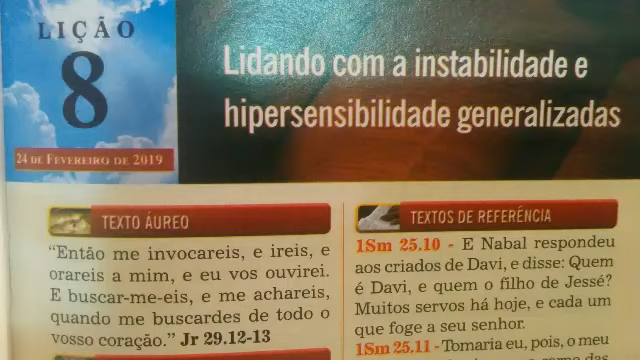 LIÇÃO
8
24 DE FEVEREIRO DE 2019
Lidando com a instabilidade e
hipersensibilidade generalizadas
TEXTO ÁUREO
“Então me invocareis, e ireis, e
orareis a mim, e eu vos ouvirei.
E buscar-me-eis, e me achareis,
quando me buscardes de todo o
vosso coração.” Jr 29.12-13
TEXTOS DE REFERÊNCIA
1Sm 25.10 - E Nabal respondeu
aos criados de Davi, e disse: Quem
é Davi, e quem o filho de Jessé?
Muitos servos há hoje, e cada um
que foge a seu senhor.
1Sm 25.11 - Tomaria eu, pois, o meu